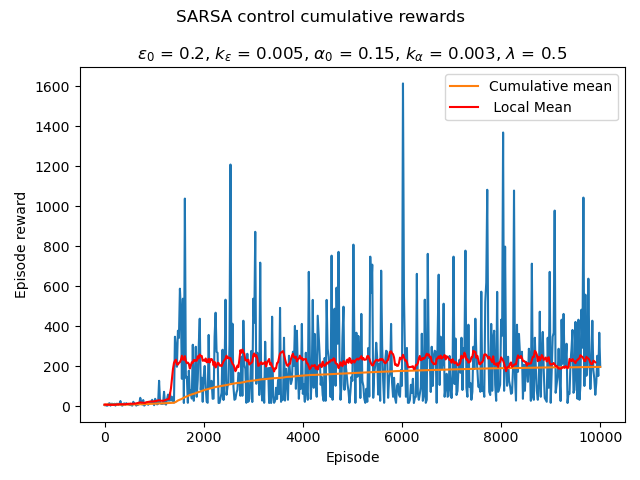 SARSA control cumulative rewards
ε₀ = 0.2, kε = 0.005, α₀ = 0.15, kα = 0.003, λ = 0.5
Cumulative mean
Local Mean
Episode reward
1600
1400
1200
1000
800
600
400
200
0
0 2000 4000 6000 8000 10000
Episode